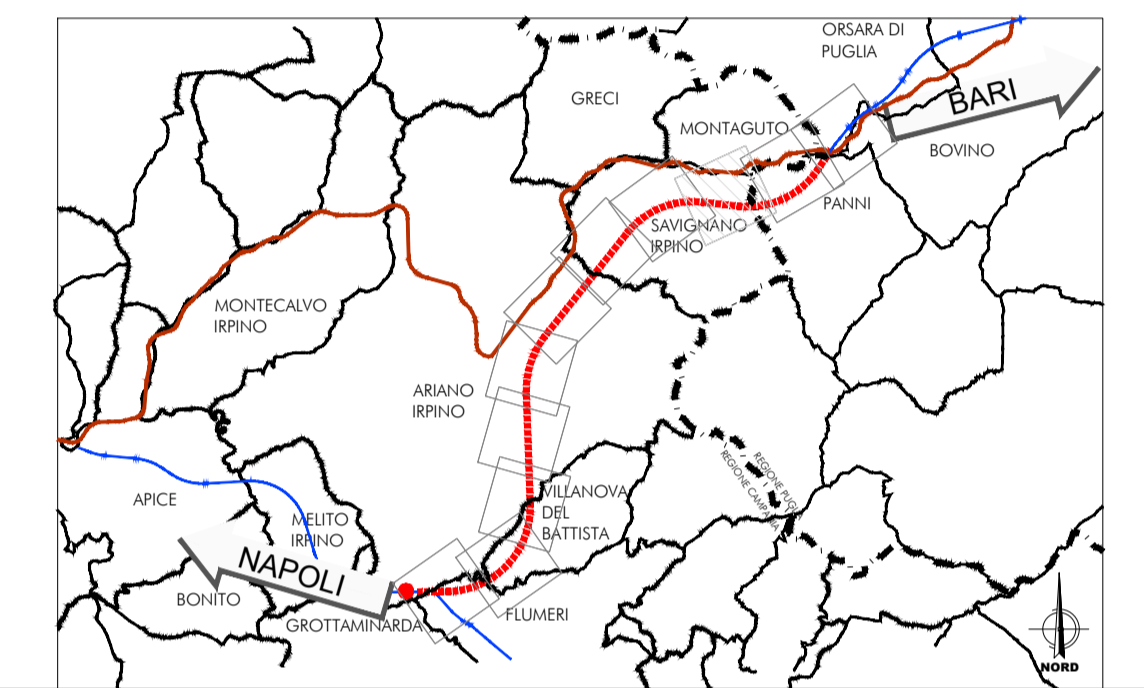 ORSARA DI
PUGLIA
GRECI
BARI
MONTAGUTO
BOVINO
PANNI
SAVIGNANO
IRPINO
MONTECALVO
IRPINO
ARIANO
IRPINO
REGIONE PUGLIA
REGIONE CAMPANIA
APICE
VILLANOVA
DEL
BATTISTA
MELITO
IRPINO
NAPOLI
BONITO
GROTTAMINARDA
FLUMERI
NORD